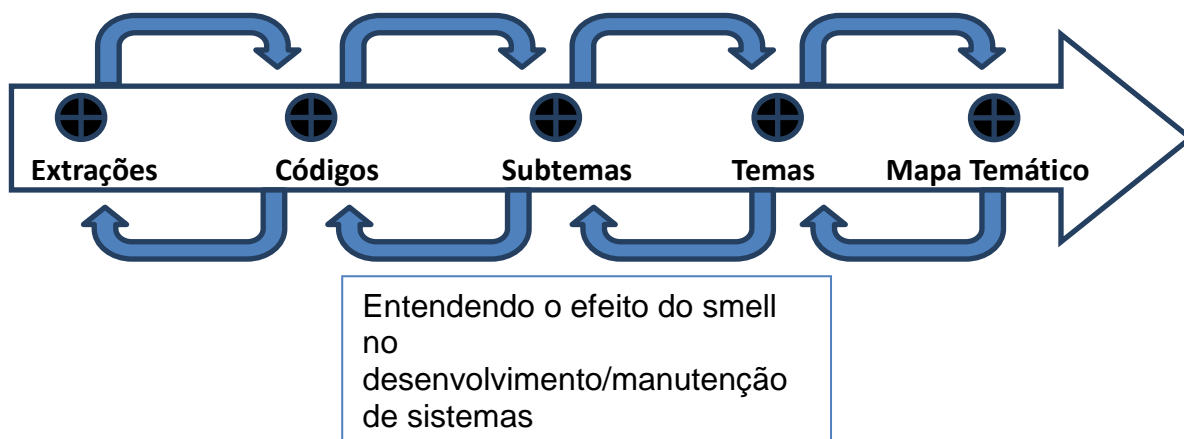 Extrações
Códigos
Subtemas
Temas
Mapa Temático
Entendendo o efeito do smell
no
desenvolvimento/manutenção
de sistemas